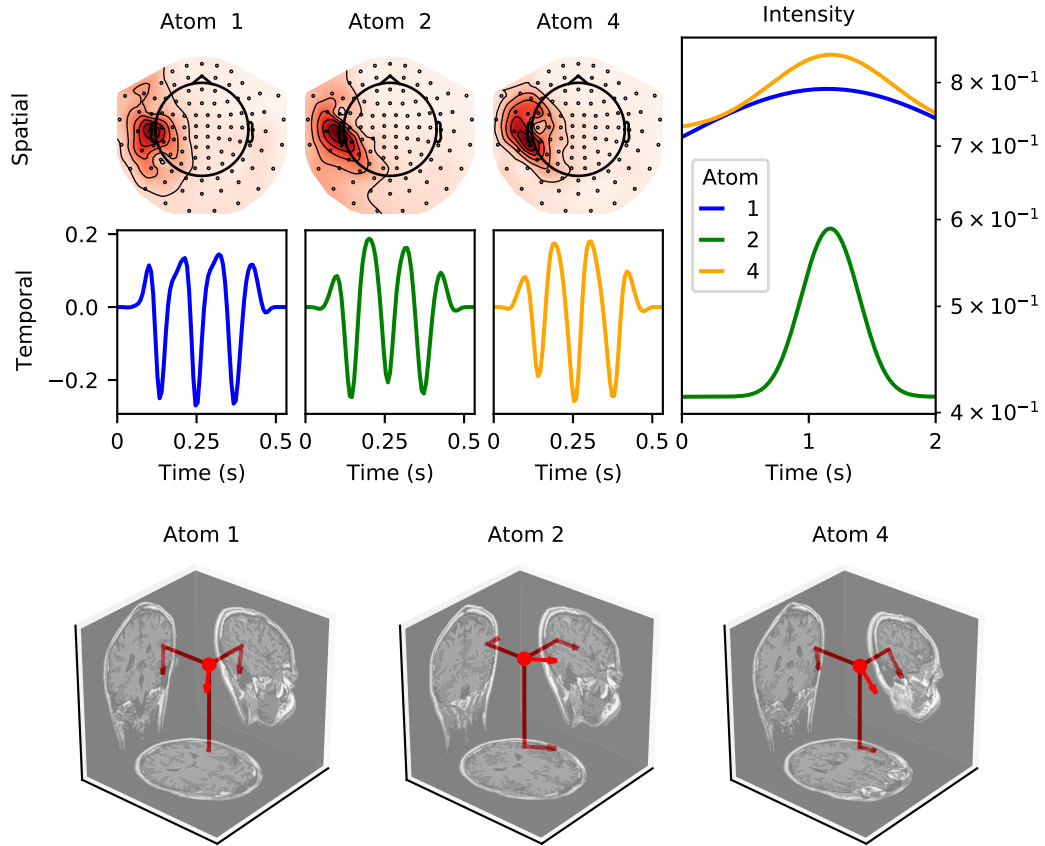 Atom 1
Atom 2
Atom 4
Intensity
Spatial
Temporal
0.2
0.0
−0.2
0
0.25
0.5
0
0.25
0.5
0
0.25
0.5
Time (s)
Time (s)
Time (s)
8 × 10⁻¹
7 × 10⁻¹
6 × 10⁻¹
5 × 10⁻¹
4 × 10⁻¹
Atom
1
2
4
0
1
2
Time (s)
Atom 1
Atom 2
Atom 4